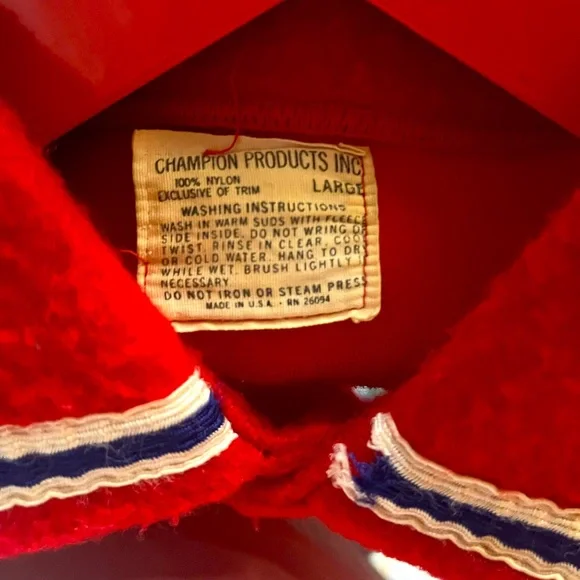 CHAMPION PRODUCTS INC
100% NYLON LARGE
EXCLUSIVE OF TRIM
WASHING INSTRUCTIONS
WASH IN WARM SUDS WITH FLEECE
SIDE INSIDE. DO NOT WRING OR
TWIST. RINSE IN CLEAR, COOL
OR COLD WATER. HANG TO DRY
WHILE WET. BRUSH LIGHTLY
NECESSARY.
DO NOT IRON OR STEAM PRESS
MADE IN U.S.A. • RN 26094